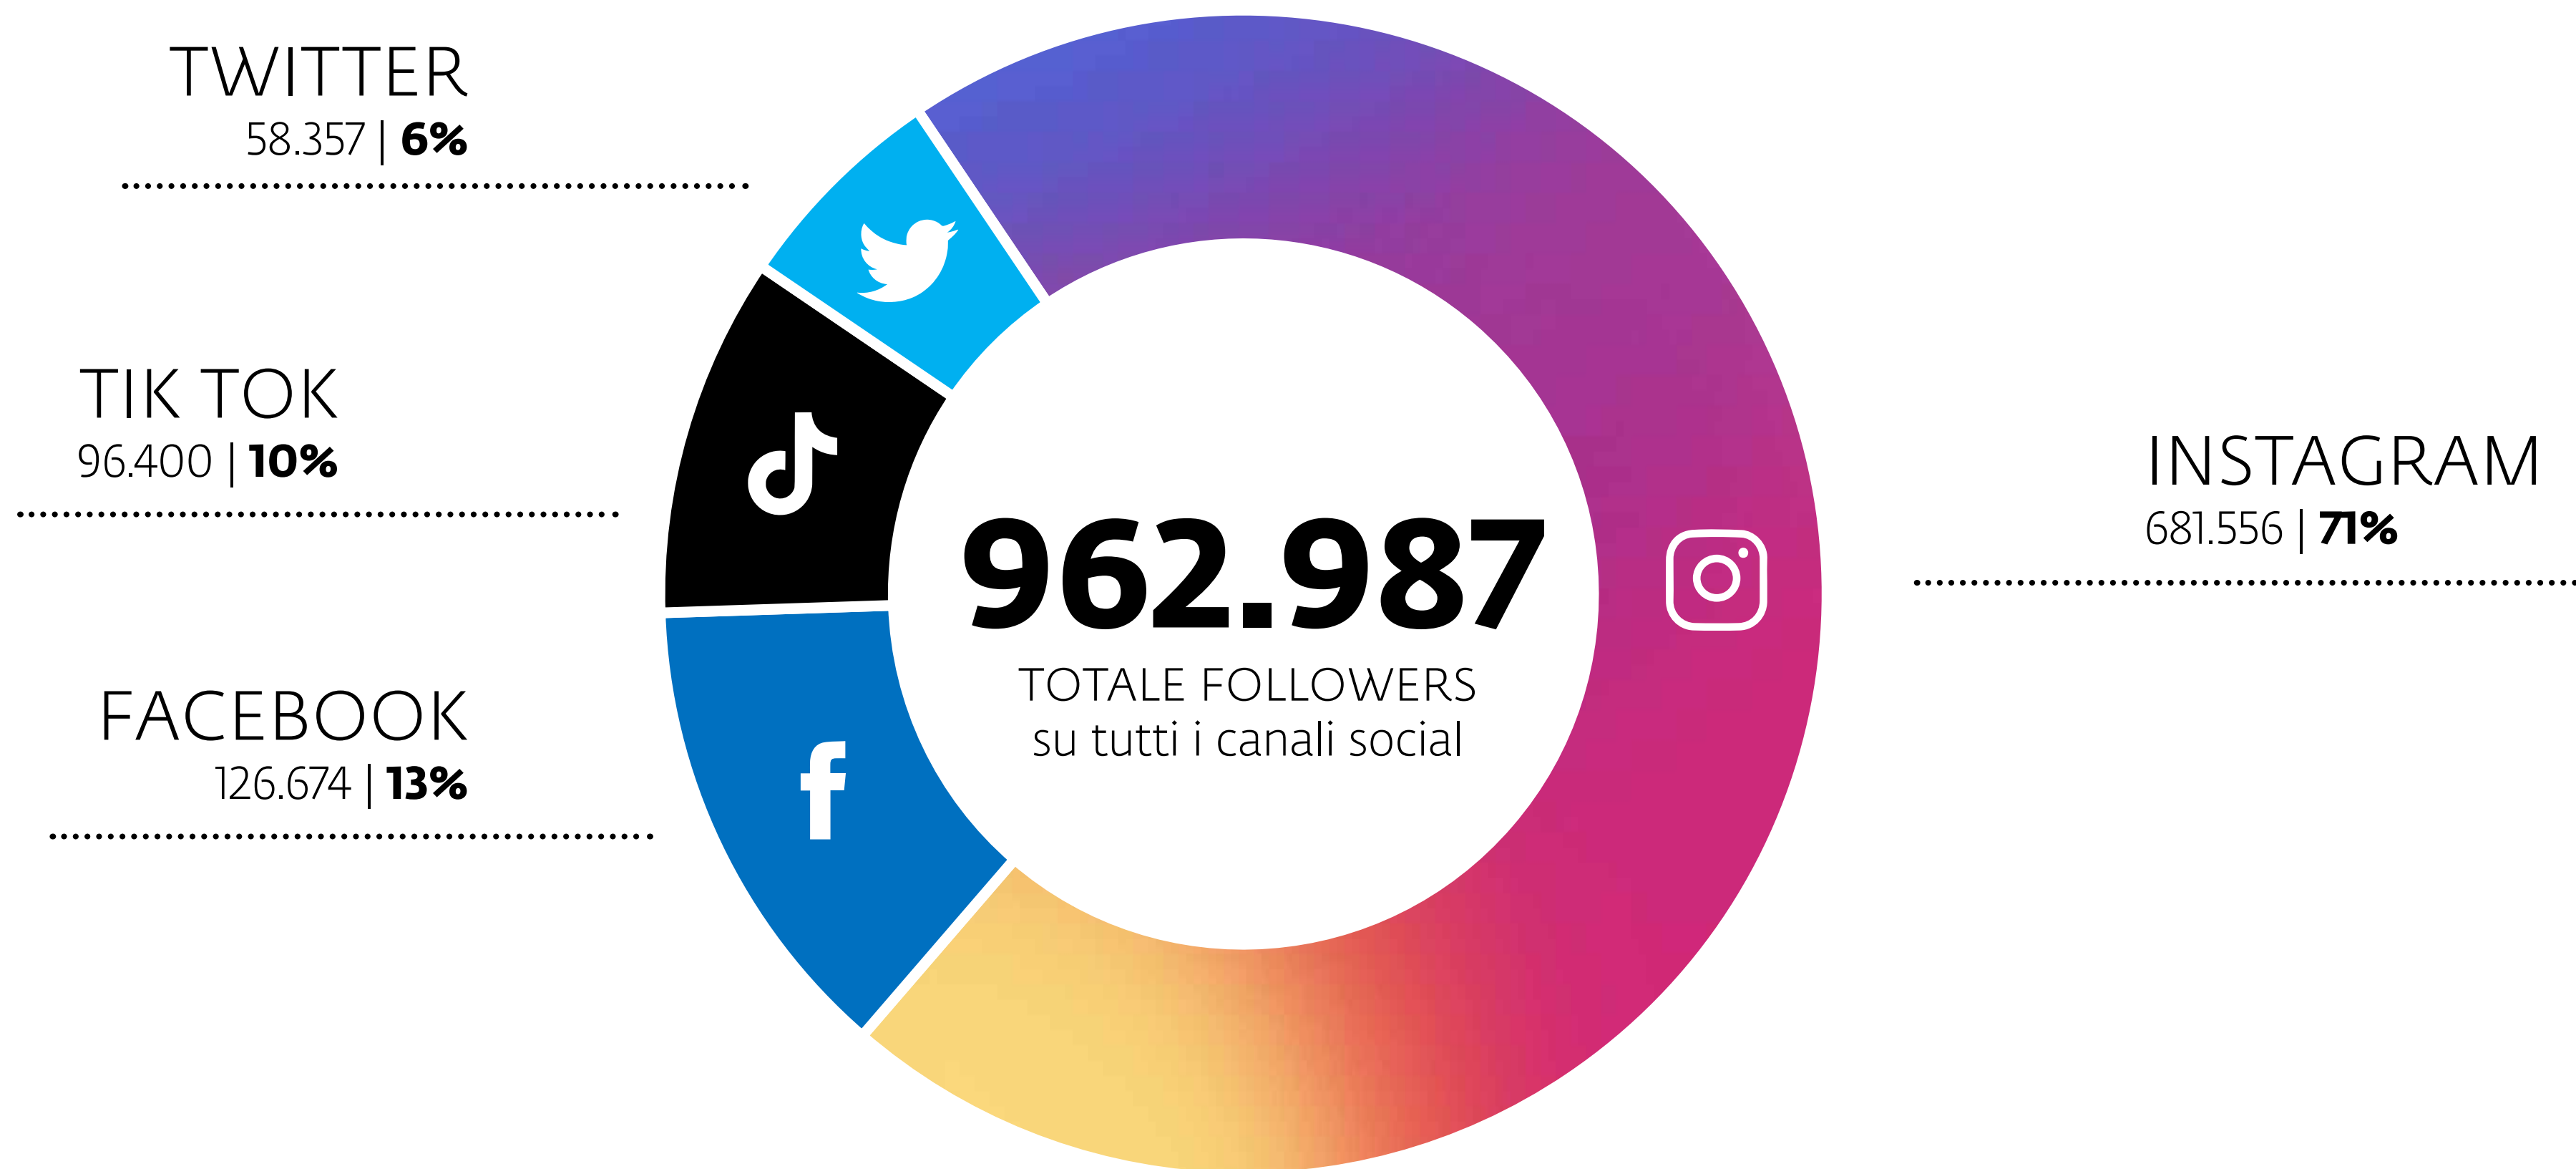 TWITTER
58.357 | 6%
TIK TOK
96.400 | 10%
FACEBOOK
126.674 | 13%
962.987
TOTALE FOLLOWERS
su tutti i canali social
INSTAGRAM
681.556 | 71%